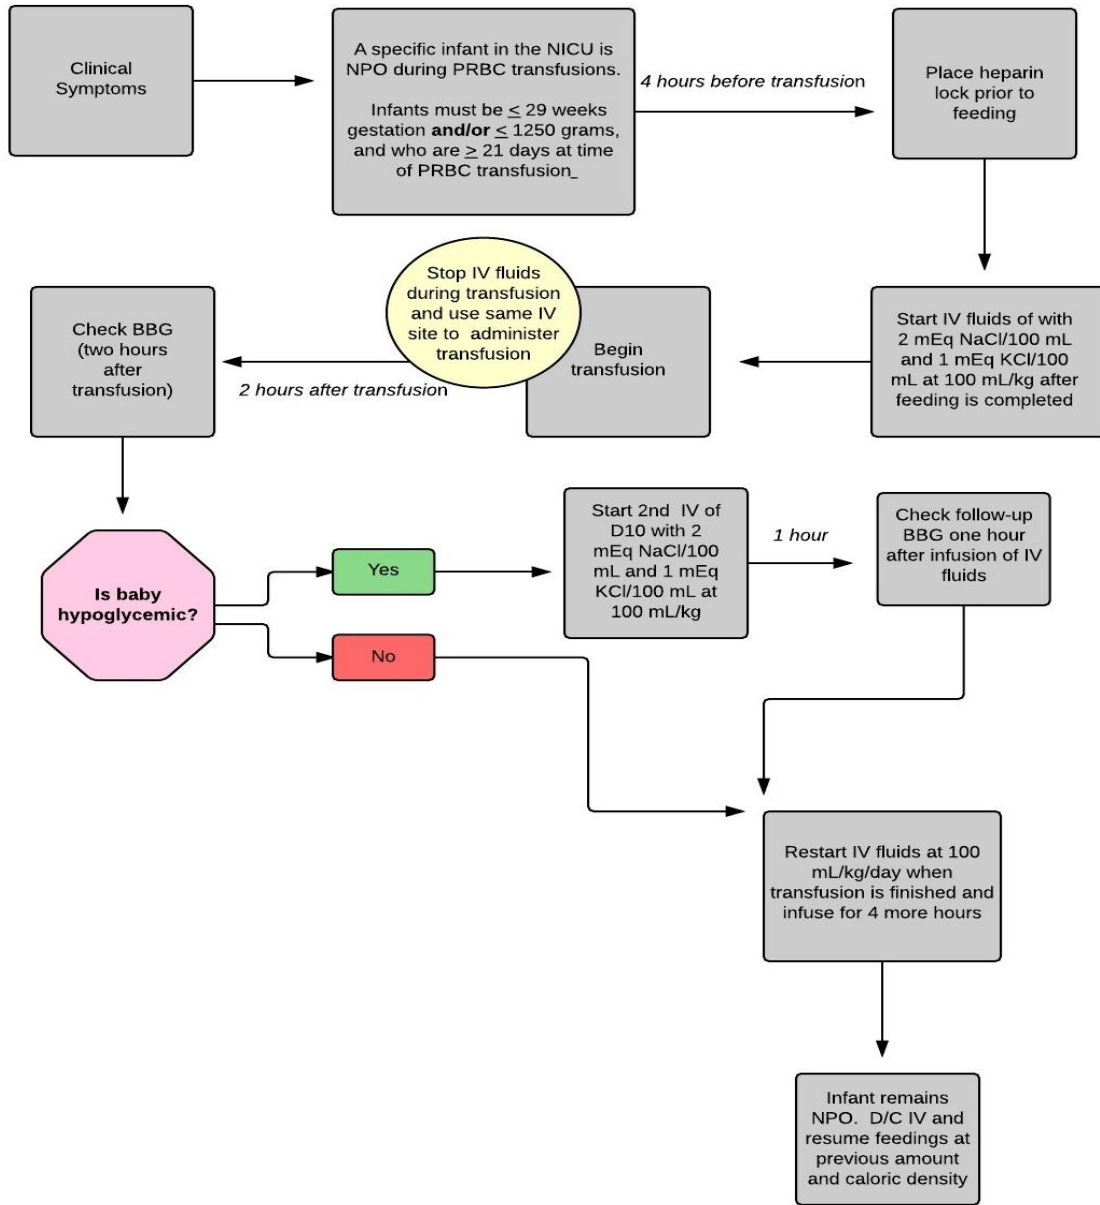 Clinical
Symptoms
A specific infant in the NICU is
NPO during PRBC transfusions.
Infants must be ≤ 29 weeks
gestation and/or ≤ 1250 grams,
and who are ≥ 21 days at time
of PRBC transfusion_
4 hours before transfusion
Place heparin
lock prior to
feeding
Start IV fluids of with
2 mEq NaCl/100 mL
and 1 mEq KCl/100
mL at 100 mL/kg after
feeding is completed
Stop IV fluids
during transfusion
and use same IV
site to administer
transfusion
Begin
transfusion
2 hours after transfusion
Check BBG
(two hours
after
transfusion)
Is baby
hypoglycemic?
Yes
No
Start 2nd IV of
D10 with 2
mEq NaCl/100
mL and 1 mEq
KCl/100 mL at
100 mL/kg
1 hour
Check follow-up
BBG one hour
after infusion of IV
fluids
Restart IV fluids at 100
mL/kg/day when
transfusion is finished and
infuse for 4 more hours
Infant remains
NPO. D/C IV and
resume feedings at
previous amount
and caloric density